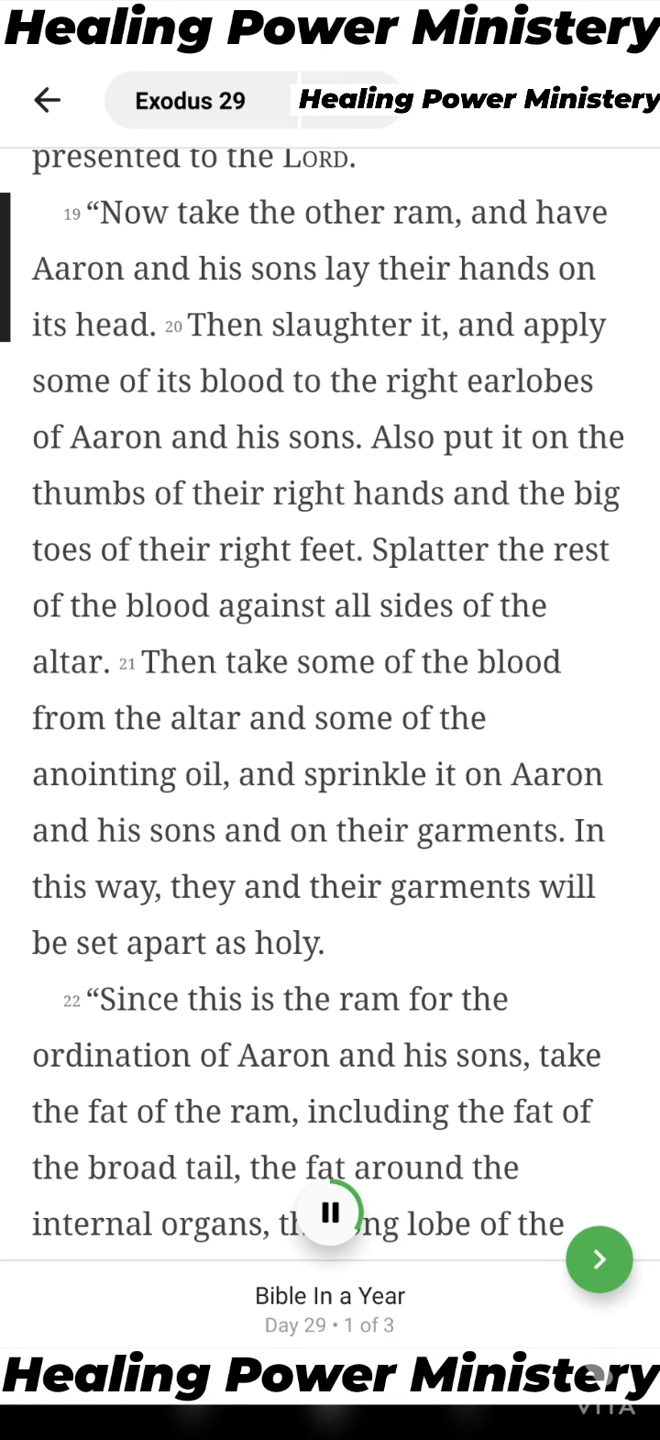 Healing Power Ministery
Exodus 29
Healing Power Ministery
presented to the LORD.
19 “Now take the other ram, and have
Aaron and his sons lay their hands on
its head. 20 Then slaughter it, and apply
some of its blood to the right earlobes
of Aaron and his sons. Also put it on the
thumbs of their right hands and the big
toes of their right feet. Splatter the rest
of the blood against all sides of the
altar. 21 Then take some of the blood
from the altar and some of the
anointing oil, and sprinkle it on Aaron
and his sons and on their garments. In
this way, they and their garments will
be set apart as holy.
22 “Since this is the ram for the
ordination of Aaron and his sons, take
the fat of the ram, including the fat of
the broad tail, the fat around the
internal organs, lobe of the
Bible In a Year
Day 29 • 1 of 3
Healing Power Ministery
VITA